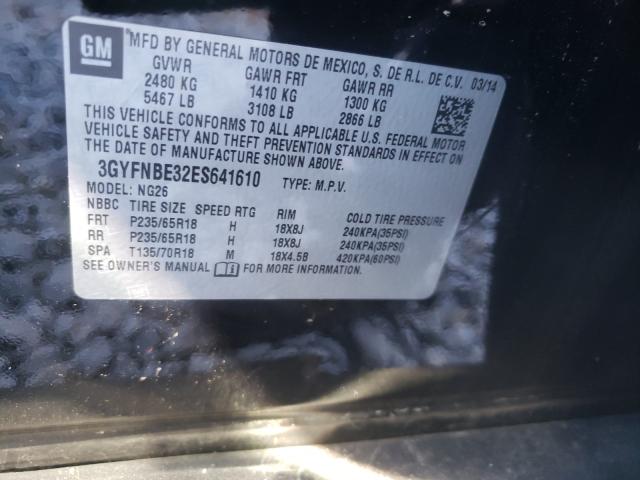 GM MFD BY GENERAL MOTORS DE MEXICO, S. DE R.L. DE C.V. 03/14
GVWR GAWR FRT GAWR RR
2480 KG 1410 KG 1300 KG
5467 LB 3108 LB 2866 LB
THIS VEHICLE CONFORMS TO ALL APPLICABLE U.S. FEDERAL MOTOR
VEHICLE SAFETY AND THEFT PREVENTION STANDARDS IN EFFECT ON
THE DATE OF MANUFACTURE SHOWN ABOVE.
3GYFNBE32ES641610 TYPE: M.P.V.
MODEL: NG26
NBBC TIRE SIZE SPEED RTG RIM COLD TIRE PRESSURE
FRT P235/65R18 H 18X8J 240KPA(35PSI)
RR P235/65R18 H 18X8J 240KPA(35PSI)
SPA T135/70R18 M 18X4.5B 420KPA(60PSI)
SEE OWNER'S MANUAL FOR MORE INFORMATION.